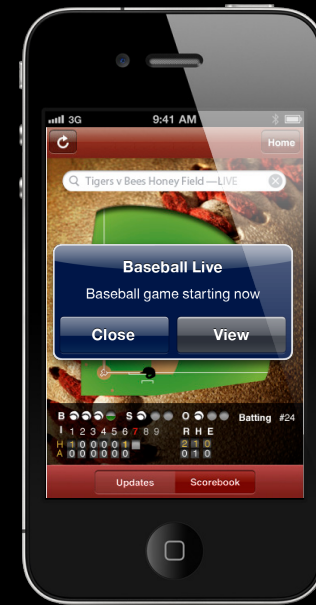 3G 9:41 AM
Home
Tigers v Bees Honey Field —LIVE
Baseball Live
Baseball game starting now
Close View
B S O Batting #24
I 1 2 3 4 5 6 7 8 9 R H E
H 1 0 0 0 0 1 2 1 0
A 0 0 0 0 0 0 0 1 0
Updates Scorebook